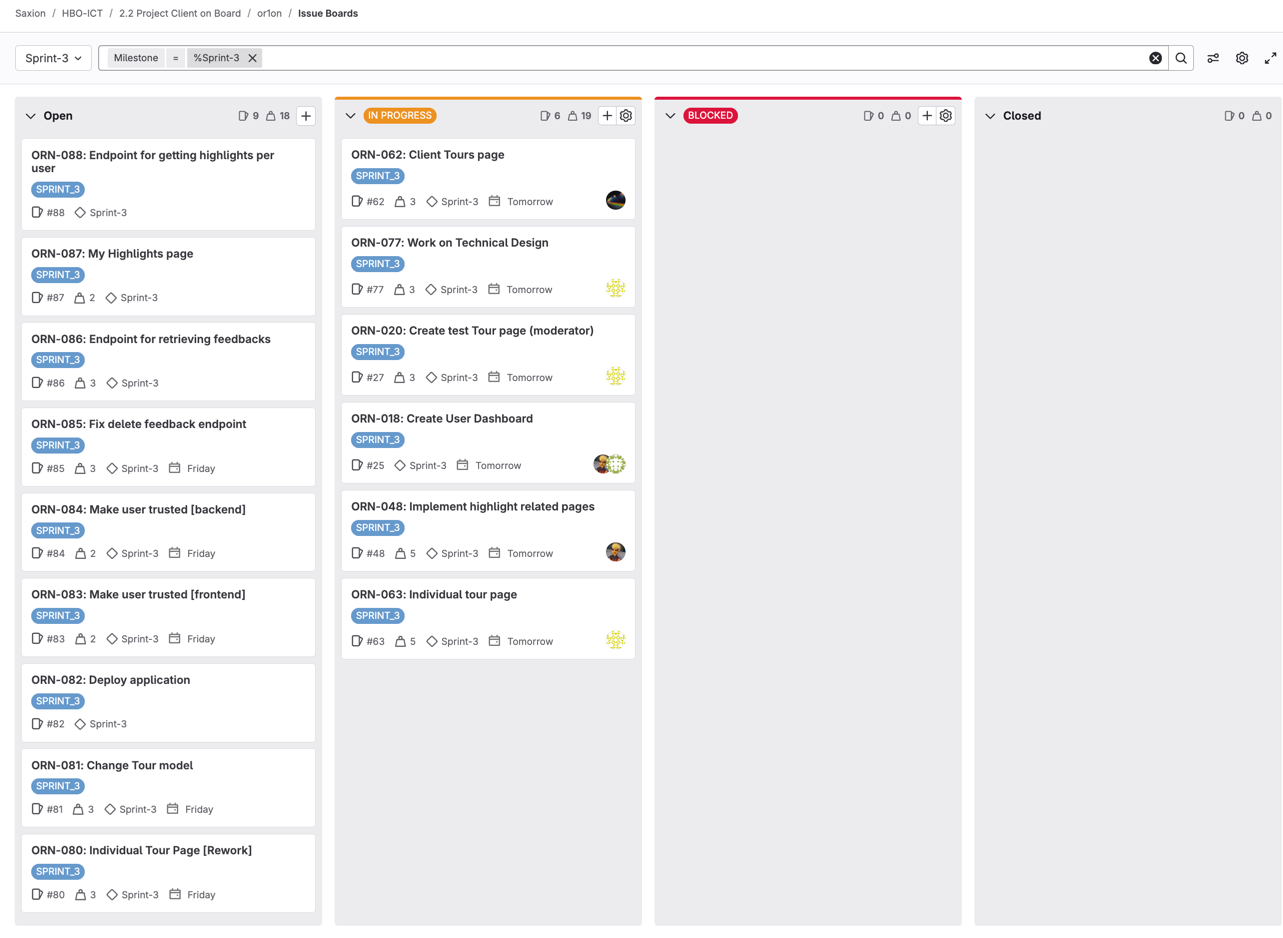 Saxion / HBO-ICT / 2.2 Project Client on Board / or1on / Issue Boards
Sprint-3 Milestone = %Sprint-3
Open 9 18
ORN-088: Endpoint for getting highlights per
user
SPRINT_3
#88 Sprint-3
ORN-087: My Highlights page
SPRINT_3
#87 2 Sprint-3
ORN-086: Endpoint for retrieving feedbacks
SPRINT_3
#86 3 Sprint-3
ORN-085: Fix delete feedback endpoint
SPRINT_3
#85 3 Sprint-3 Friday
ORN-084: Make user trusted [backend]
SPRINT_3
#84 2 Sprint-3 Friday
ORN-083: Make user trusted [frontend]
SPRINT_3
#83 2 Sprint-3 Friday
ORN-082: Deploy application
SPRINT_3
#82 Sprint-3
ORN-081: Change Tour model
SPRINT_3
#81 3 Sprint-3 Friday
ORN-080: Individual Tour Page [Rework]
SPRINT_3
#80 3 Sprint-3 Friday
IN PROGRESS 6 19
ORN-062: Client Tours page
SPRINT_3
#62 3 Sprint-3 Tomorrow
ORN-077: Work on Technical Design
SPRINT_3
#77 3 Sprint-3 Tomorrow
ORN-020: Create test Tour page (moderator)
SPRINT_3
#27 3 Sprint-3 Tomorrow
ORN-018: Create User Dashboard
SPRINT_3
#25 Sprint-3 Tomorrow
ORN-048: Implement highlight related pages
SPRINT_3
#48 5 Sprint-3 Tomorrow
ORN-063: Individual tour page
SPRINT_3
#63 5 Sprint-3 Tomorrow
BLOCKED 0 0
Closed 0 0